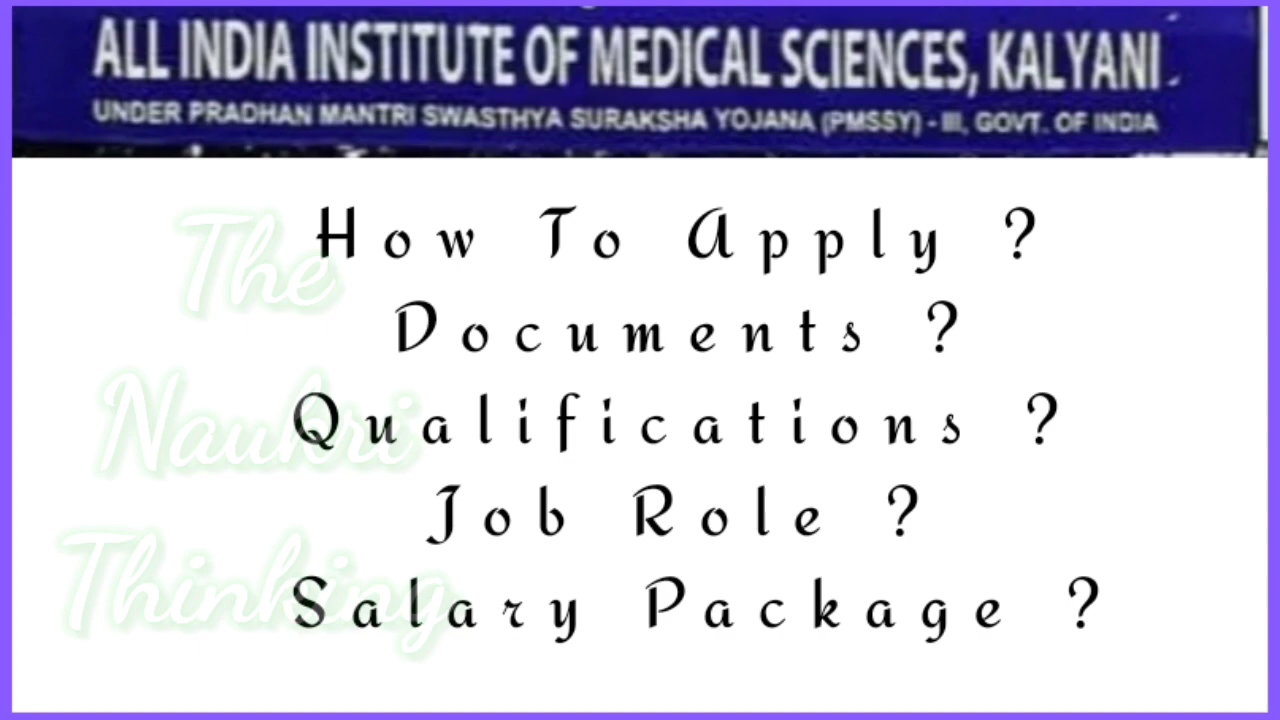 ALL INDIA INSTITUTE OF MEDICAL SCIENCES, KALYANI
UNDER PRADHAN MANTRI SWASTHYA SURAKSHA YOJANA (PMSSY) - III, GOVT. OF INDIA
How To Apply ?
Documents ?
Qualifications ?
Job Role ?
Salary Package ?
The
Naukri
Thinking